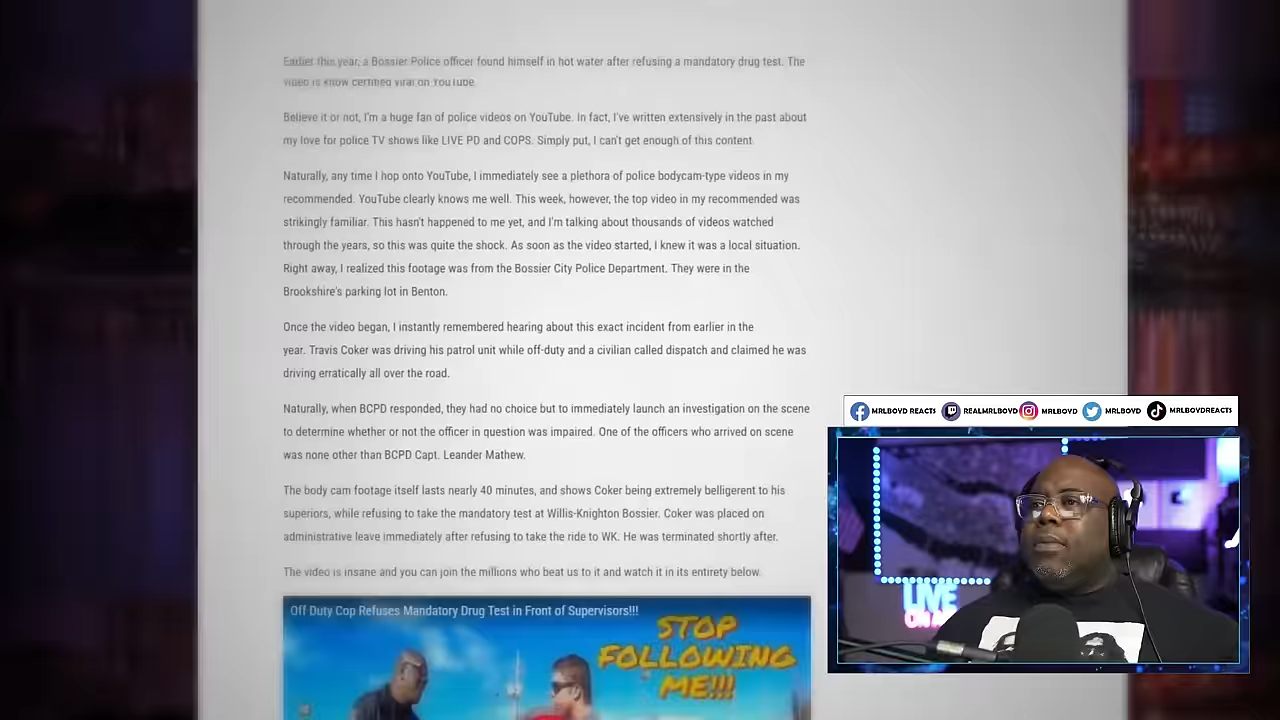 Earlier this year, a Bossier Police officer found himself in hot water after refusing a mandatory drug test. The
video is know certified viral on YouTube.
Believe it or not, I'm a huge fan of police videos on YouTube. In fact, I've written extensively in the past about
my love for police TV shows like LIVE PD and COPS. Simply put, I can't get enough of this content
Naturally, any time I hop onto YouTube, I immediately see a plethora of police bodycam-type videos in my
recommended. YouTube clearly knows me well. This week, however, the top video in my recommended was
strikingly familiar. This hasn't happened to me yet, and I'm talking about thousands of videos watched
through the years, so this was quite the shock. As soon as the video started, I knew it was a local situation.
Right away, I realized this footage was from the Bossier City Police Department. They were in the
Brookshire's parking lot in Benton.
Once the video began, I instantly remembered hearing about this exact incident from earlier in the
year. Travis Coker was driving his patrol unit while off-duty and a civilian called dispatch and claimed he was
driving erratically all over the road.
Naturally, when BCPD responded, they had no choice but to immediately launch an investigation on the scene
to determine whether or not the officer in question was impaired. One of the officers who arrived on scene
was none other than BCPD Capt. Leander Mathew.
The body cam footage itself lasts nearly 40 minutes, and shows Coker being extremely belligerent to his
superiors, while refusing to take the mandatory test at Willis-Knighton Bossier. Coker was placed on
administrative leave immediately after refusing to take the ride to WK. He was terminated shortly after.
The video is insane and you can join the millions who beat us to it and watch it in its entirety below.
Off Duty Cop Refuses Mandatory Drug Test in Front of Supervisors!!!
STOP
FOLLOWING
ME!!!
MRLBOYD REACTS REALMRLBOYD MRLBOYD MRLBOYD MRLBOYDREACTS
LIVE
ON A